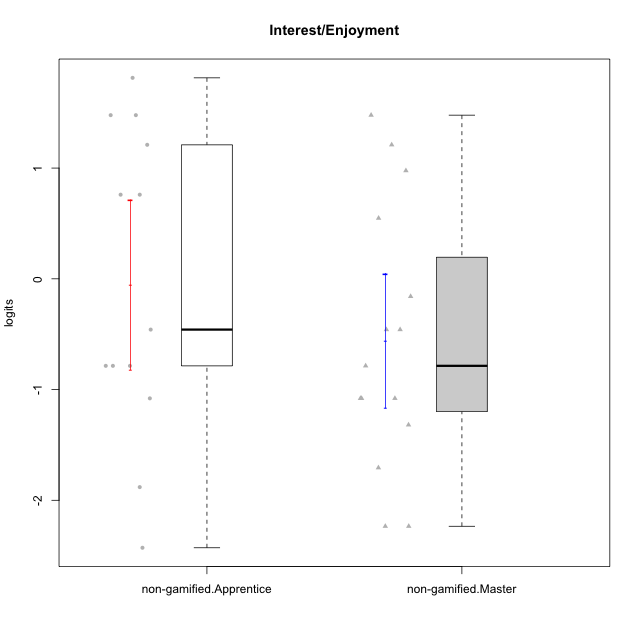 Interest/Enjoyment
logits
1
0
-1
-2
non-gamified.Apprentice
non-gamified.Master